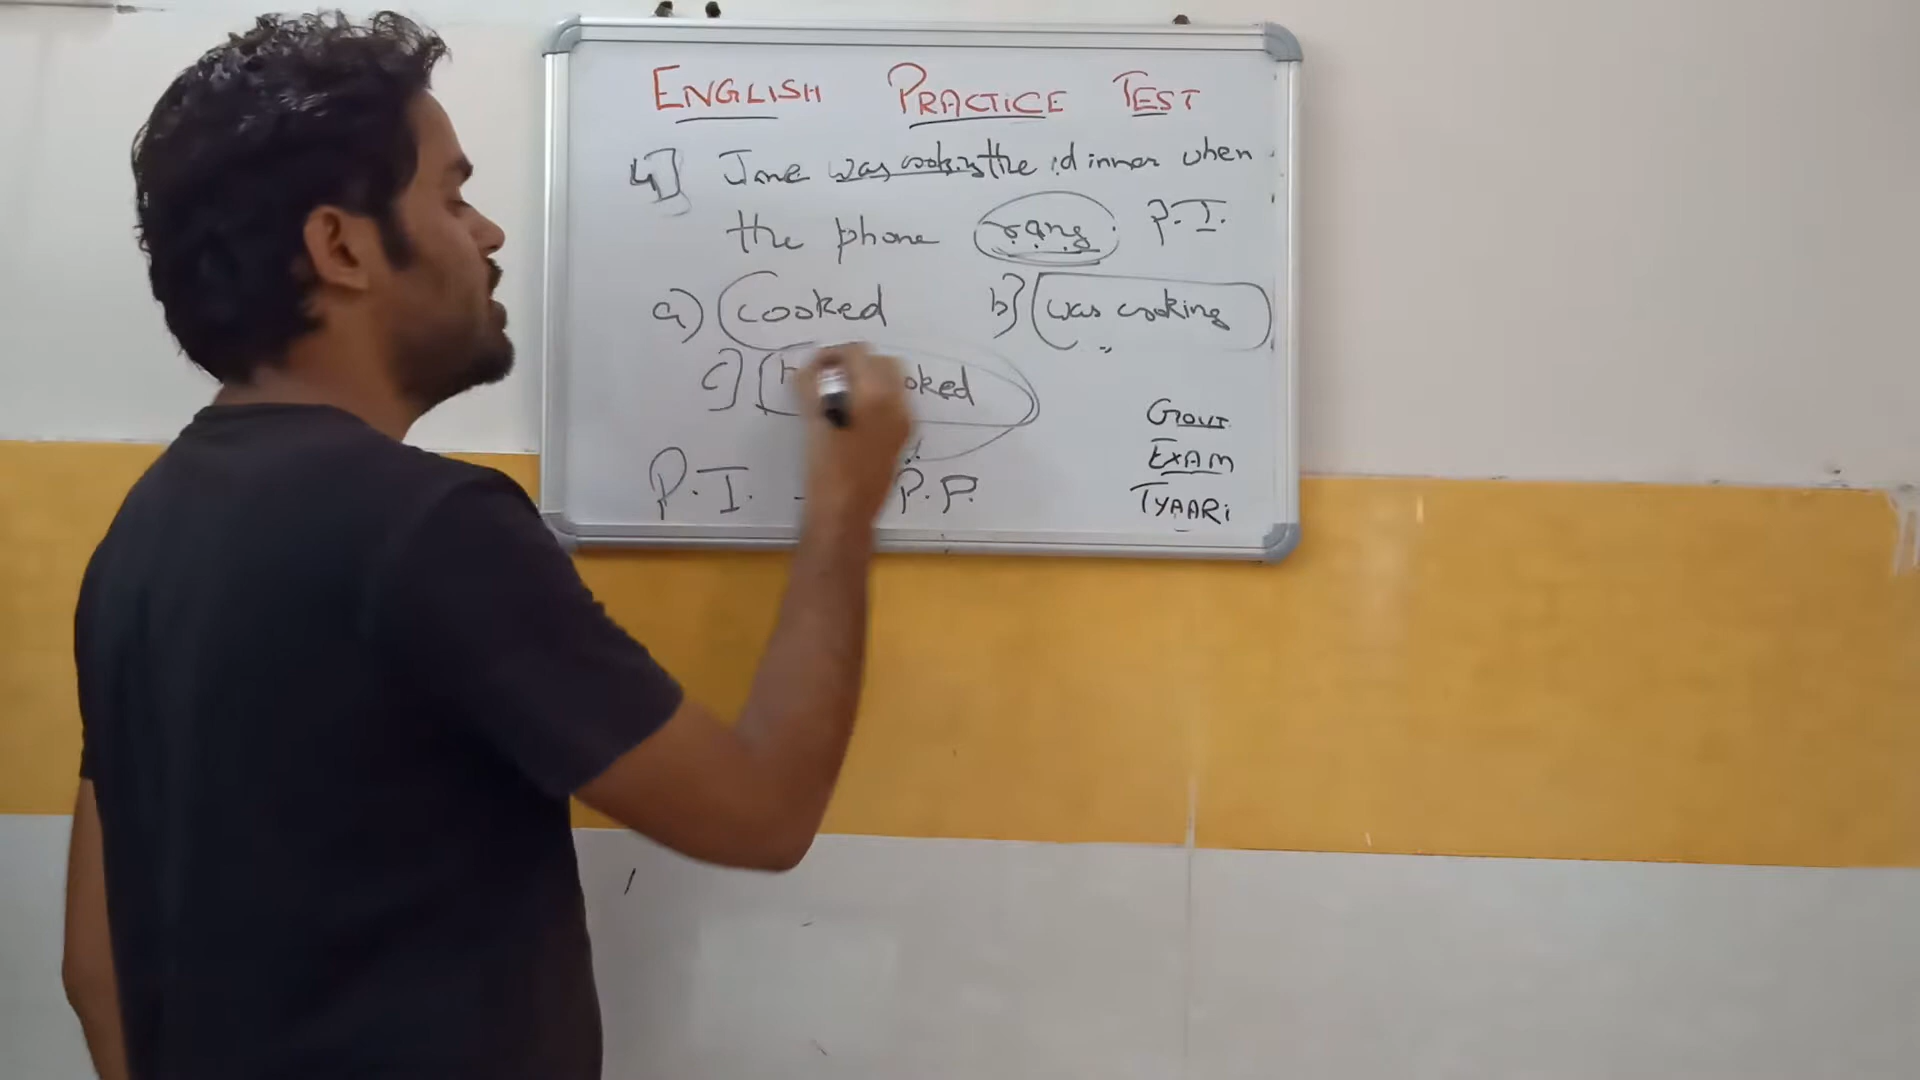 ENGLISH PRACTICE TEST
4] Jane was cooking the dinner when
the phone rang. P.I.
a) cooked b] was cooking
c] oked
P.I. - P.P.
GOVT
EXAM
TYAARi